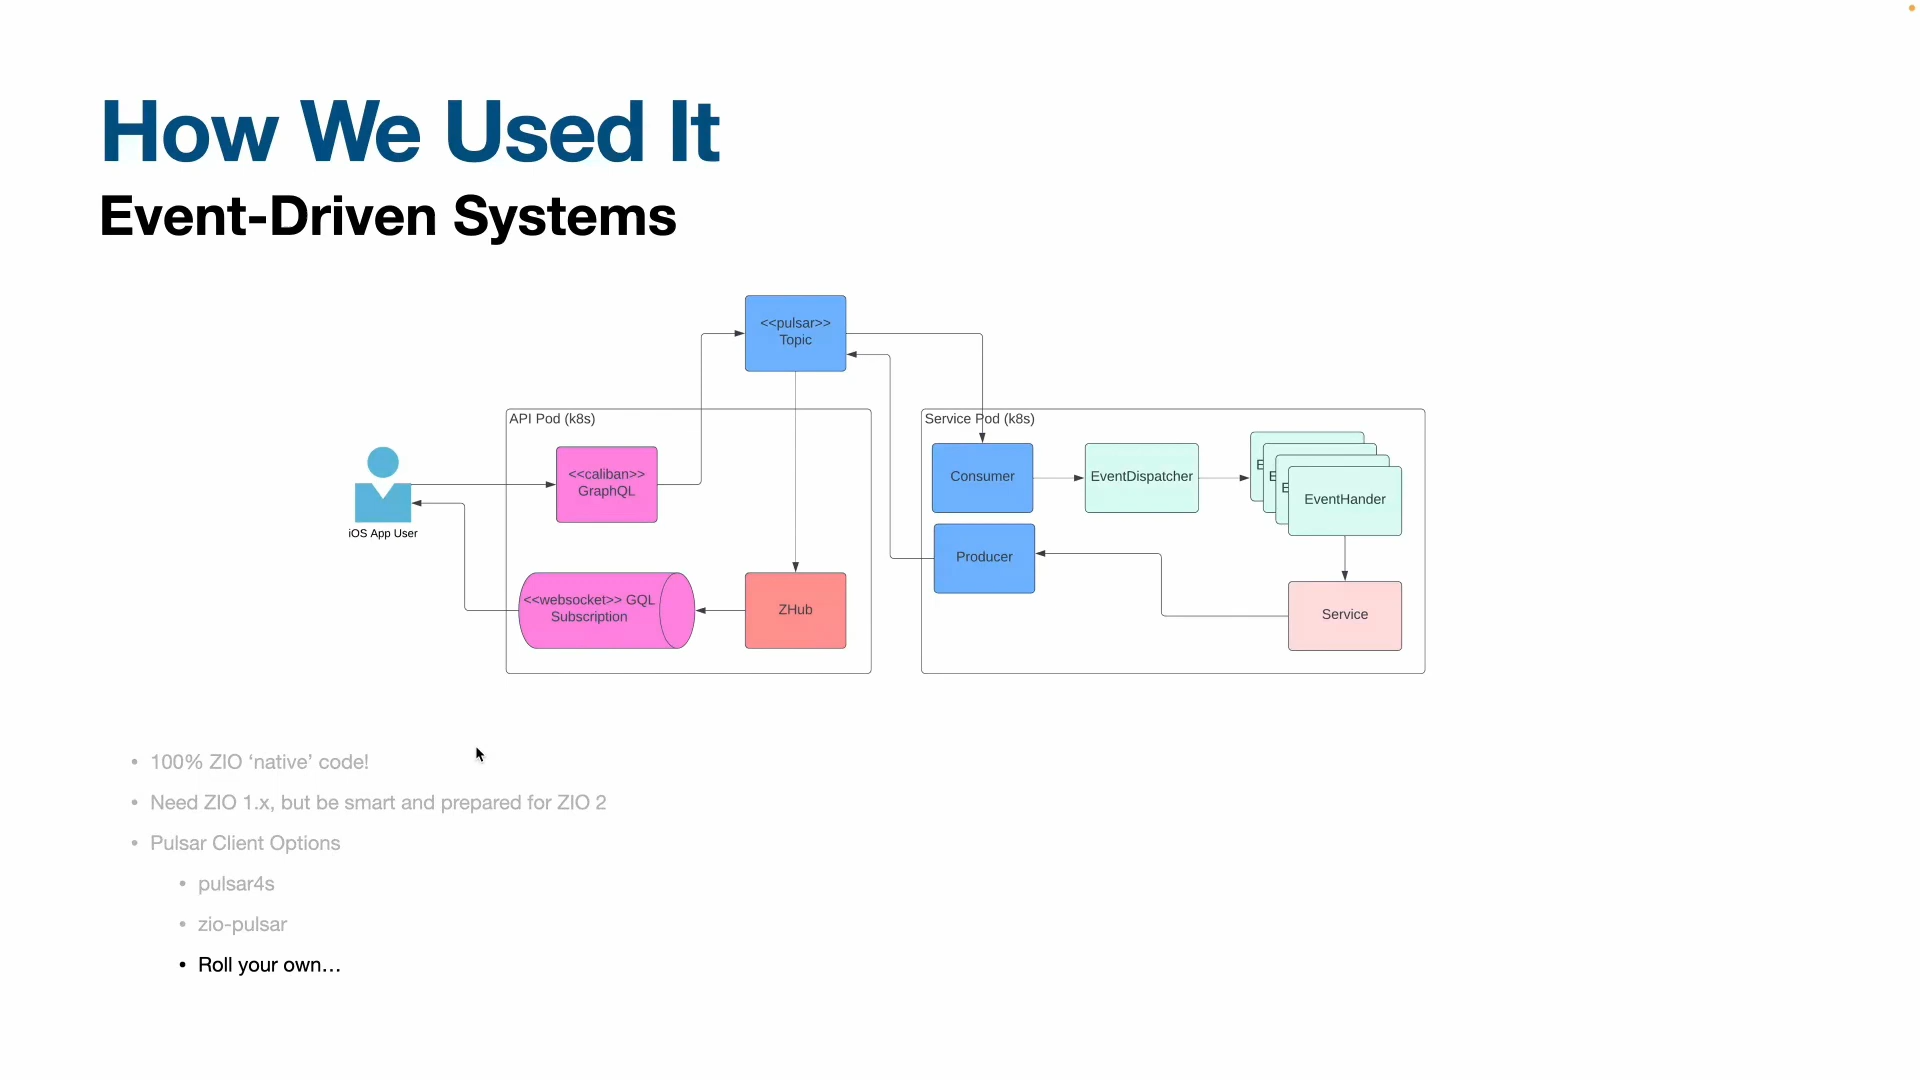 How We Used It
Event-Driven Systems
<<pulsar>>
Topic
API Pod (k8s)
Service Pod (k8s)
<<caliban>>
GraphQL
Consumer
EventDispatcher
E
E
E
EventHander
iOS App User
Producer
<<websocket>> GQL
Subscription
ZHub
Service
• 100% ZIO ‘native’ code!
• Need ZIO 1.x, but be smart and prepared for ZIO 2
• Pulsar Client Options
• pulsar4s
• zio-pulsar
• Roll your own…